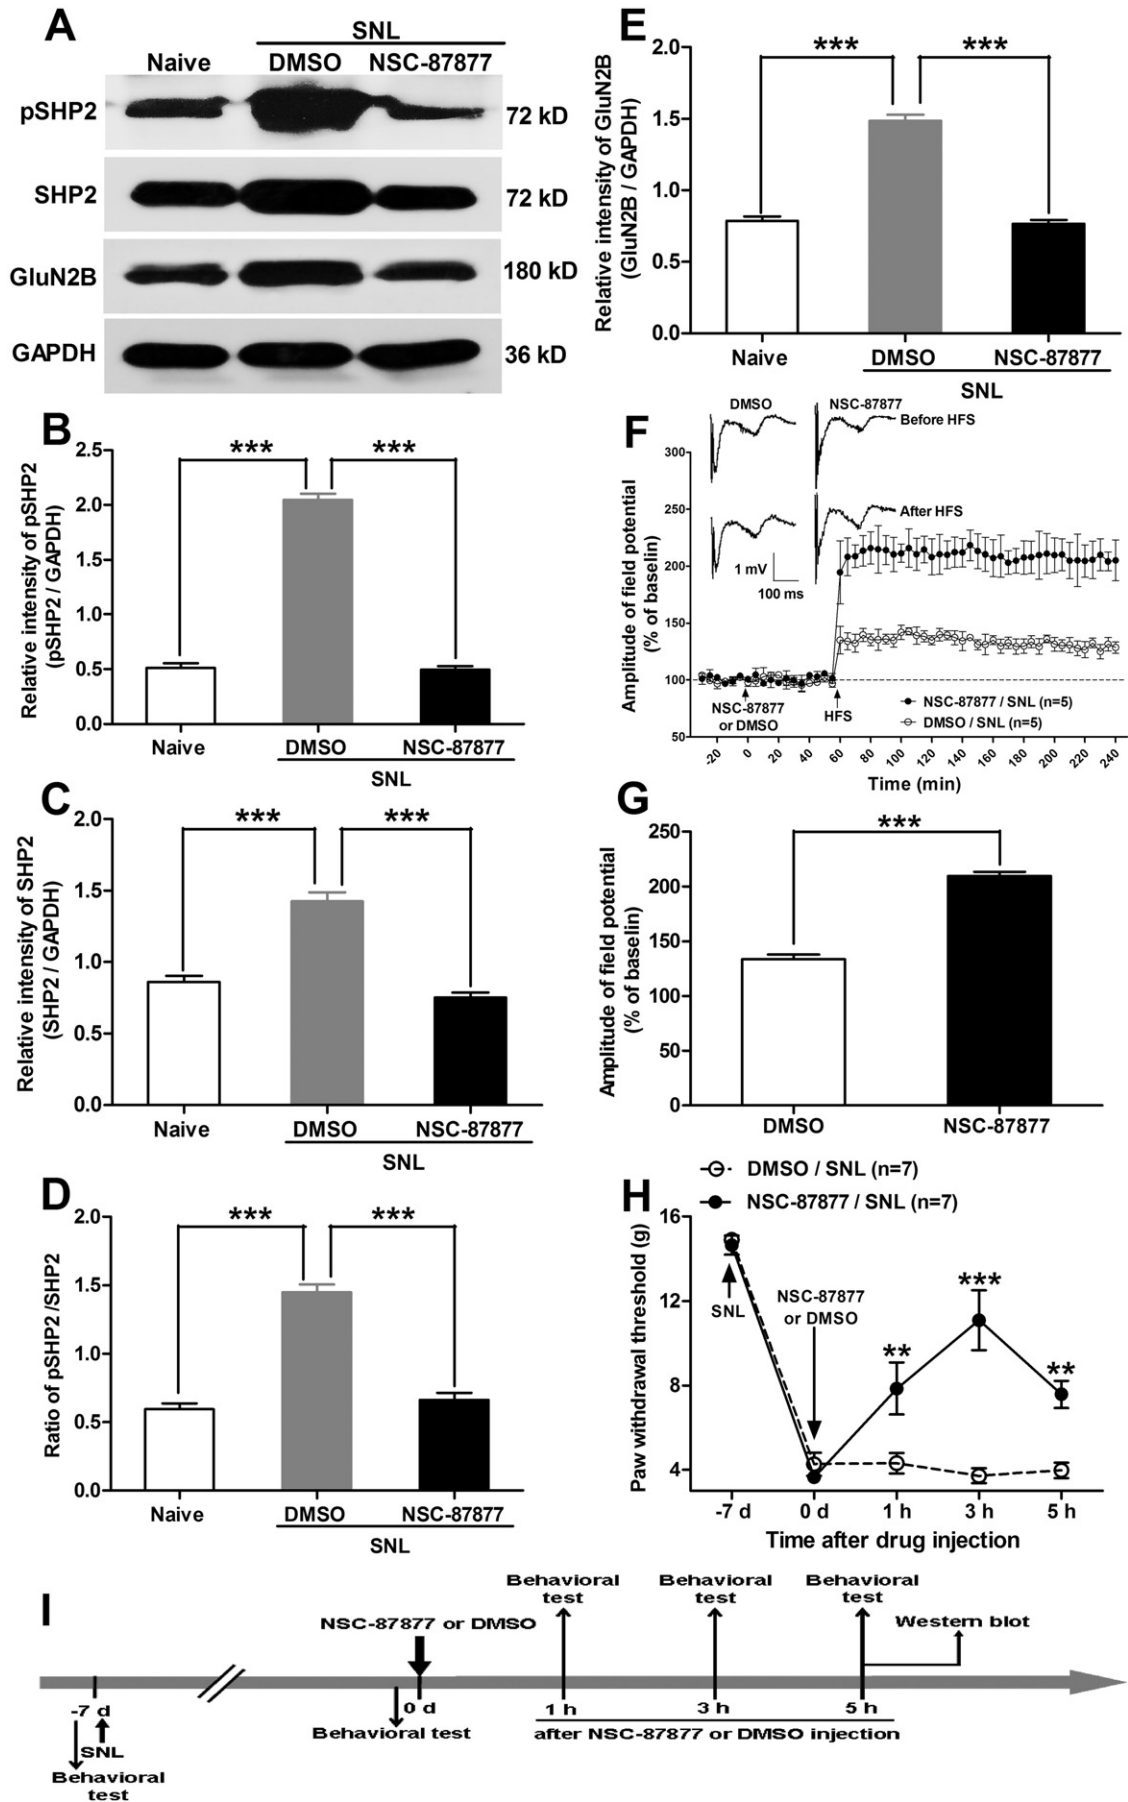 A
SNL
Naive DMSO NSC-87877
pSHP2 72 kD
SHP2 72 kD
GluN2B 180 kD
GAPDH 36 kD
B
Relative intensity of pSHP2
(pSHP2 / GAPDH)
2.5
2.0
1.5
1.0
0.5
0.0
*** ***
Naive DMSO NSC-87877
SNL
C
Relative intensity of SHP2
(SHP2 / GAPDH)
2.0
1.5
1.0
0.5
0.0
*** ***
Naive DMSO NSC-87877
SNL
D
Ratio of pSHP2 /SHP2
2.0
1.5
1.0
0.5
0.0
*** ***
Naive DMSO NSC-87877
SNL
E
Relative intensity of GluN2B
(GluN2B / GAPDH)
2.0
1.5
1.0
0.5
0.0
*** ***
Naive DMSO NSC-87877
SNL
F
Amplitude of field potential
(% of baselin)
300
250
200
150
100
50
DMSO NSC-87877
Before HFS
After HFS
1 mV
100 ms
NSC-87877
or DMSO
HFS
NSC-87877 / SNL (n=5)
DMSO / SNL (n=5)
-20 0 20 40 60 80 100 120 140 160 180 200 220 240
Time (min)
G
Amplitude of field potential
(% of baselin)
250
200
150
100
50
0
***
DMSO NSC-87877
H
DMSO / SNL (n=7)
NSC-87877 / SNL (n=7)
Paw withdrawal threshold (g)
16
12
8
4
SNL
NSC-87877
or DMSO
**
***
**
-7 d 0 d 1 h 3 h 5 h
Time after drug injection
I
NSC-87877 or DMSO
Behavioral
test
Behavioral
test
Behavioral
test
Western blot
-7 d 0 d 1 h 3 h 5 h
SNL
Behavioral
test
Behavioral test
after NSC-87877 or DMSO injection